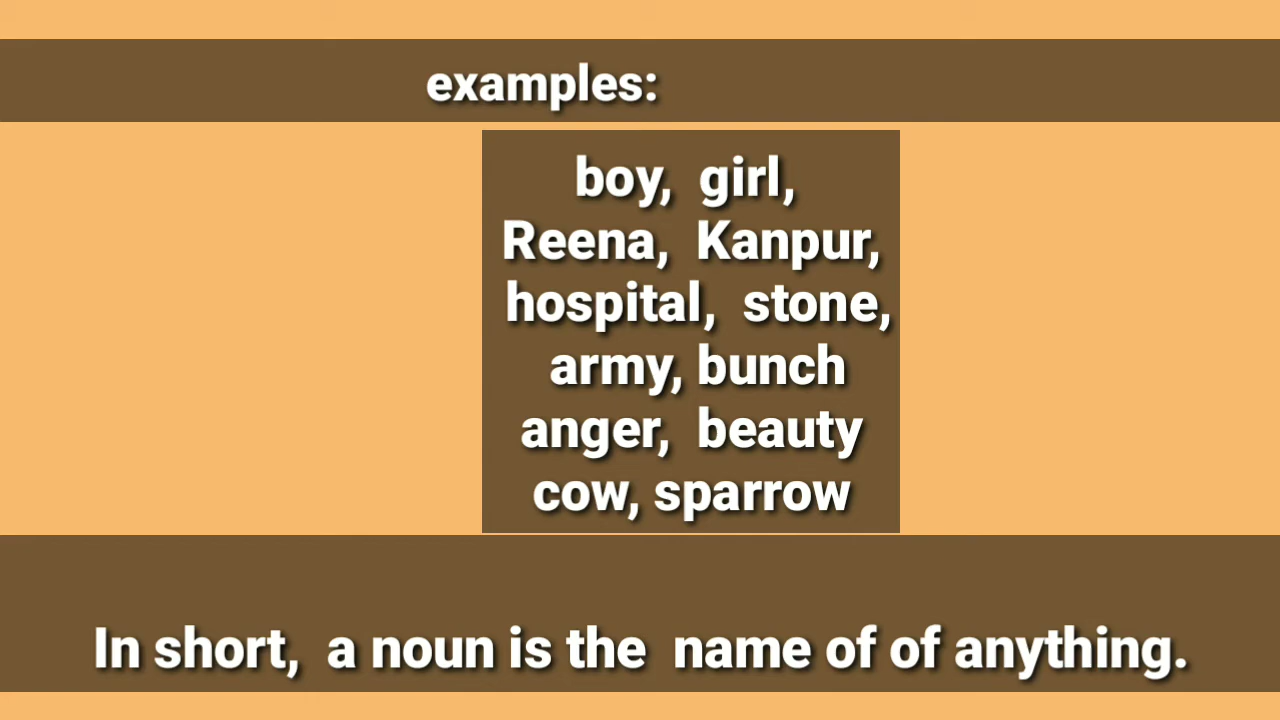 examples:
boy, girl,
Reena, Kanpur,
hospital, stone,
army, bunch
anger, beauty
cow, sparrow
In short, a noun is the name of of anything.